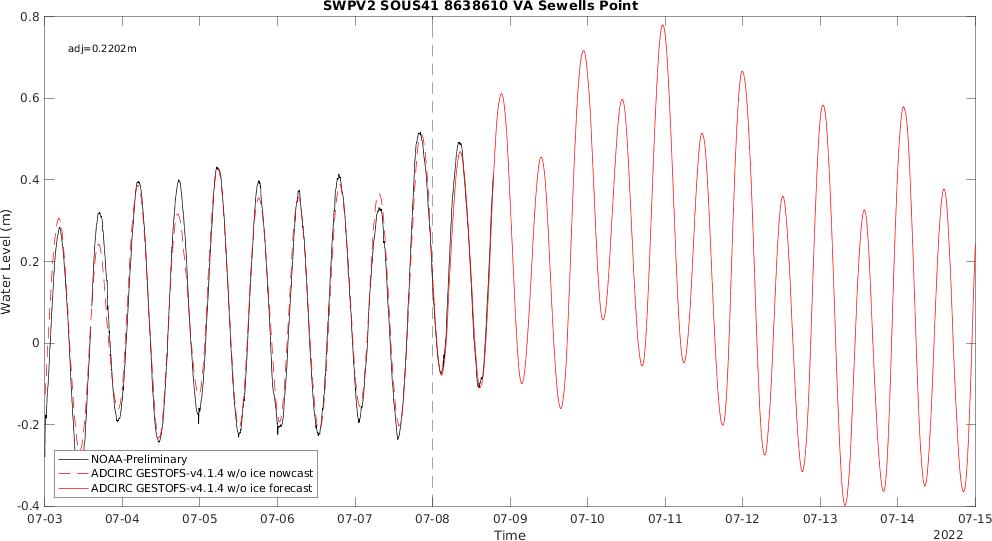 SWPV2 SOUS41 8638610 VA Sewells Point
adj=0.2202m
Water Level (m)
0.8
0.6
0.4
0.2
0
-0.2
-0.4
NOAA-Preliminary
ADCIRC GESTOFS-v4.1.4 w/o ice nowcast
ADCIRC GESTOFS-v4.1.4 w/o ice forecast
07-03 07-04 07-05 07-06 07-07 07-08 07-09 07-10 07-11 07-12 07-13 07-14 07-15
Time
2022